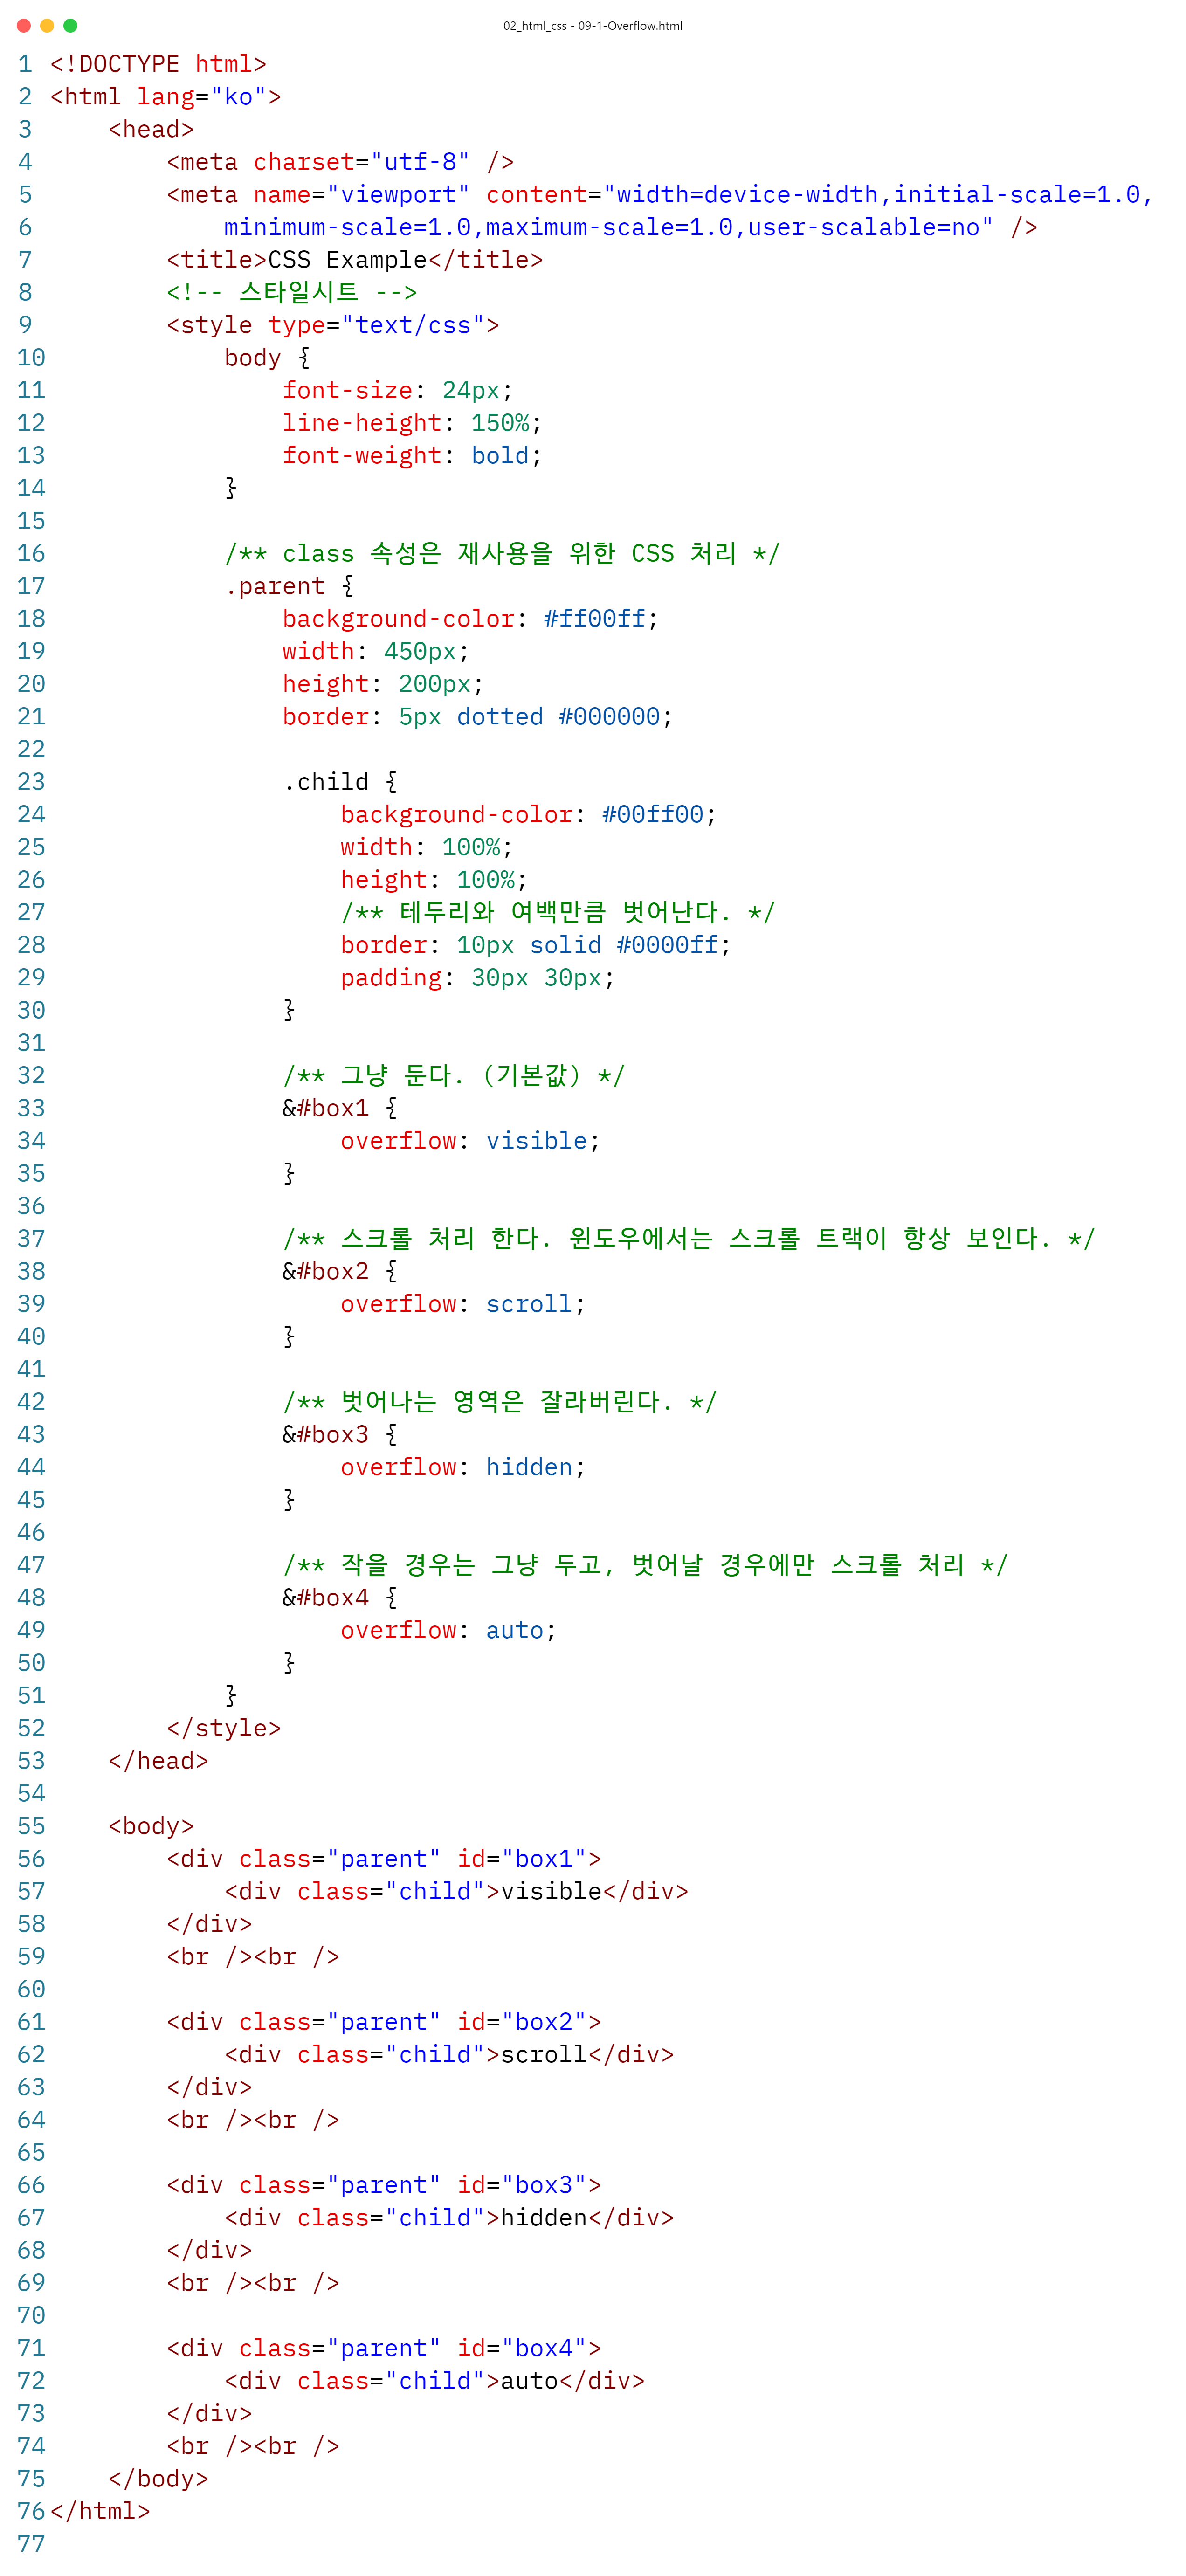 02_html_css - 09-1-Overflow.html
1 <!DOCTYPE html>
2 <html lang="ko">
3     <head>
4         <meta charset="utf-8" />
5         <meta name="viewport" content="width=device-width,initial-scale=1.0,
6             minimum-scale=1.0,maximum-scale=1.0,user-scalable=no" />
7         <title>CSS Example</title>
8         <!-- 스타일시트 -->
9         <style type="text/css">
10             body {
11                 font-size: 24px;
12                 line-height: 150%;
13                 font-weight: bold;
14             }
15
16             /** class 속성은 재사용을 위한 CSS 처리 */
17             .parent {
18                 background-color: #ff00ff;
19                 width: 450px;
20                 height: 200px;
21                 border: 5px dotted #000000;
22
23                 .child {
24                     background-color: #00ff00;
25                     width: 100%;
26                     height: 100%;
27                     /** 테두리와 여백만큼 벗어난다. */
28                     border: 10px solid #0000ff;
29                     padding: 30px 30px;
30                 }
31
32                 /** 그냥 둔다. (기본값) */
33                 &#box1 {
34                     overflow: visible;
35                 }
36
37                 /** 스크롤 처리 한다. 윈도우에서는 스크롤 트랙이 항상 보인다. */
38                 &#box2 {
39                     overflow: scroll;
40                 }
41
42                 /** 벗어나는 영역은 잘라버린다. */
43                 &#box3 {
44                     overflow: hidden;
45                 }
46
47                 /** 작을 경우는 그냥 두고, 벗어날 경우에만 스크롤 처리 */
48                 &#box4 {
49                     overflow: auto;
50                 }
51             }
52         </style>
53     </head>
54
55     <body>
56         <div class="parent" id="box1">
57             <div class="child">visible</div>
58         </div>
59         <br /><br />
60
61         <div class="parent" id="box2">
62             <div class="child">scroll</div>
63         </div>
64         <br /><br />
65
66         <div class="parent" id="box3">
67             <div class="child">hidden</div>
68         </div>
69         <br /><br />
70
71         <div class="parent" id="box4">
72             <div class="child">auto</div>
73         </div>
74         <br /><br />
75     </body>
76 </html>
77